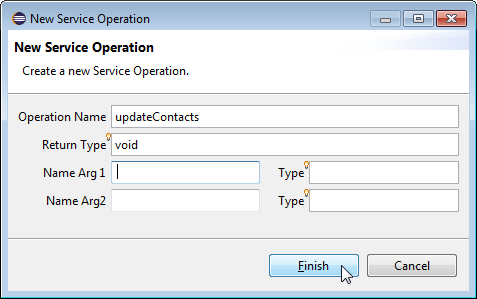 New Service Operation
New Service Operation
Create a new Service Operation.
Operation Name updateContacts
Return Type void
Name Arg 1 Type
Name Arg2 Type
Finish Cancel